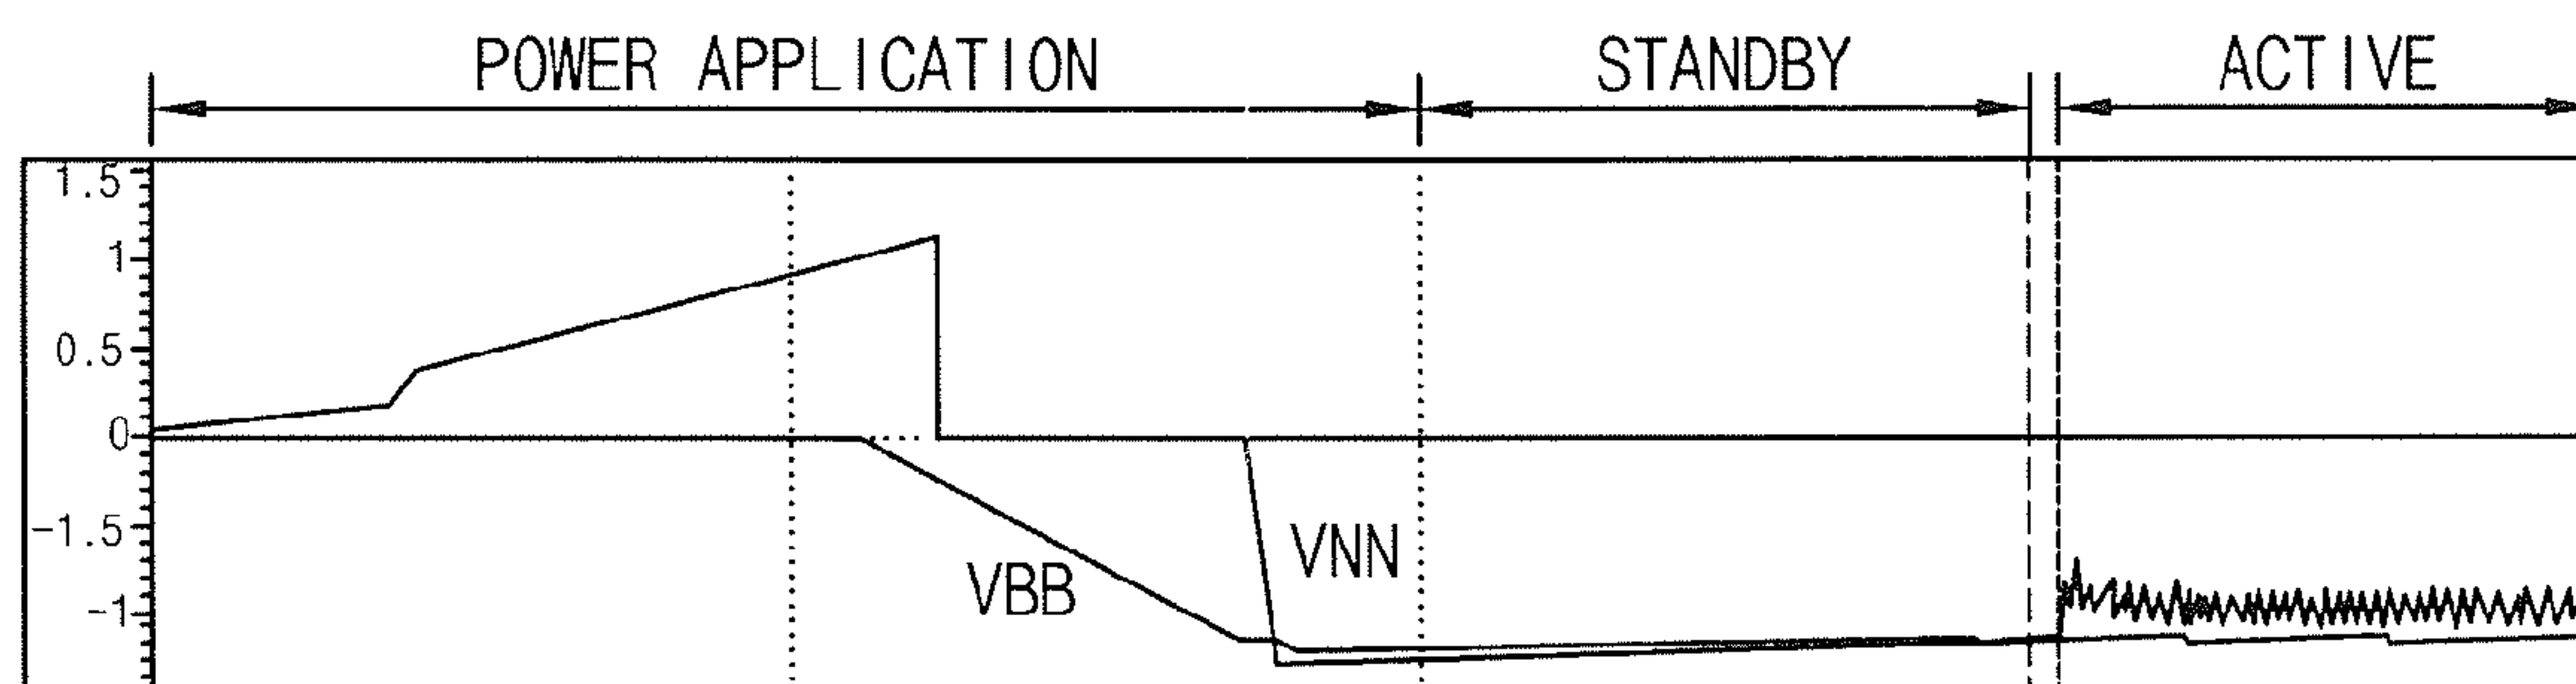 POWER APPLICATION STANDBY ACTIVE
1.5
1
0.5
0
-1.5
VNN
VBB
-1